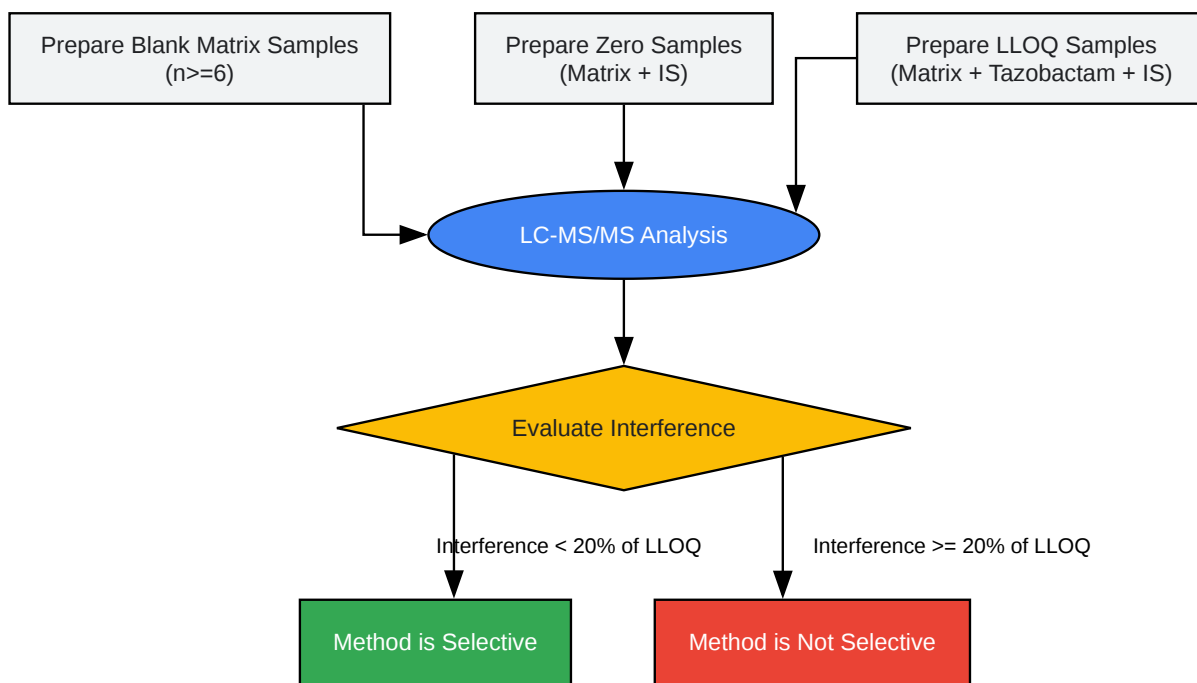 Prepare Blank Matrix Samples
(n>=6)
Prepare Zero Samples
(Matrix + IS)
Prepare LLOQ Samples
(Matrix + Tazobactam + IS)
LC-MS/MS Analysis
Evaluate Interference
Interference < 20% of LLOQ
Interference >= 20% of LLOQ
Method is Selective
Method is Not Selective